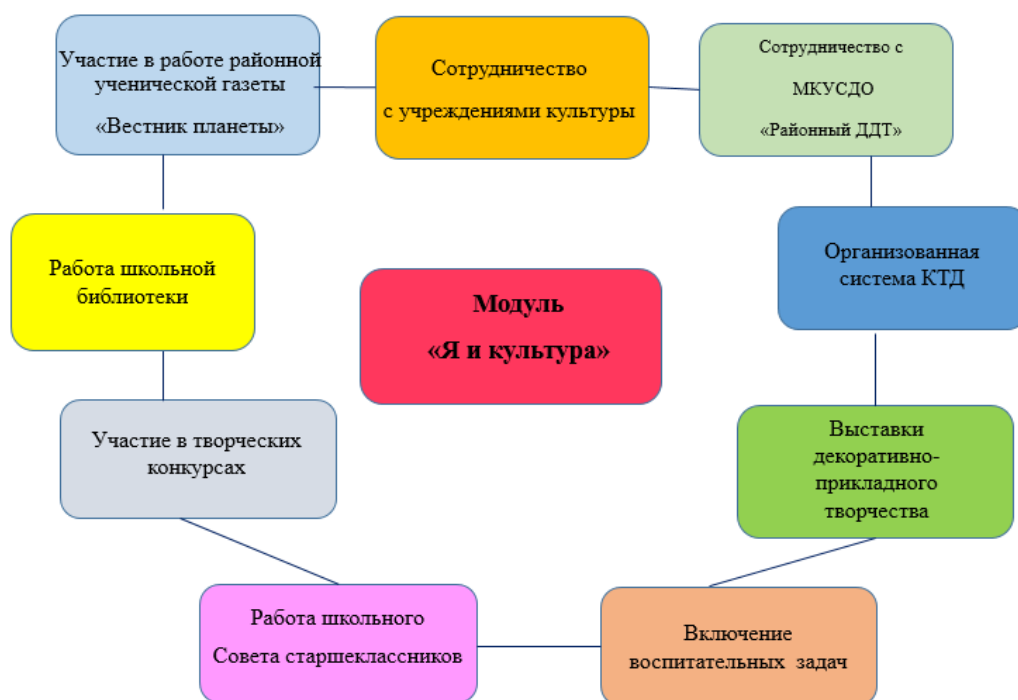 Участие в работе районной
ученической газеты
«Вестник планеты»
Сотрудничество
с учреждениями культуры
Сотрудничество с
МКУСДО
«Районный ДДТ»
Работа школьной
библиотеки
Модуль
«Я и культура»
Организованная
система КТД
Участие в творческих
конкурсах
Выставки
декоративно-
прикладного
творчества
Работа школьного
Совета старшеклассников
Включение
воспитательных задач